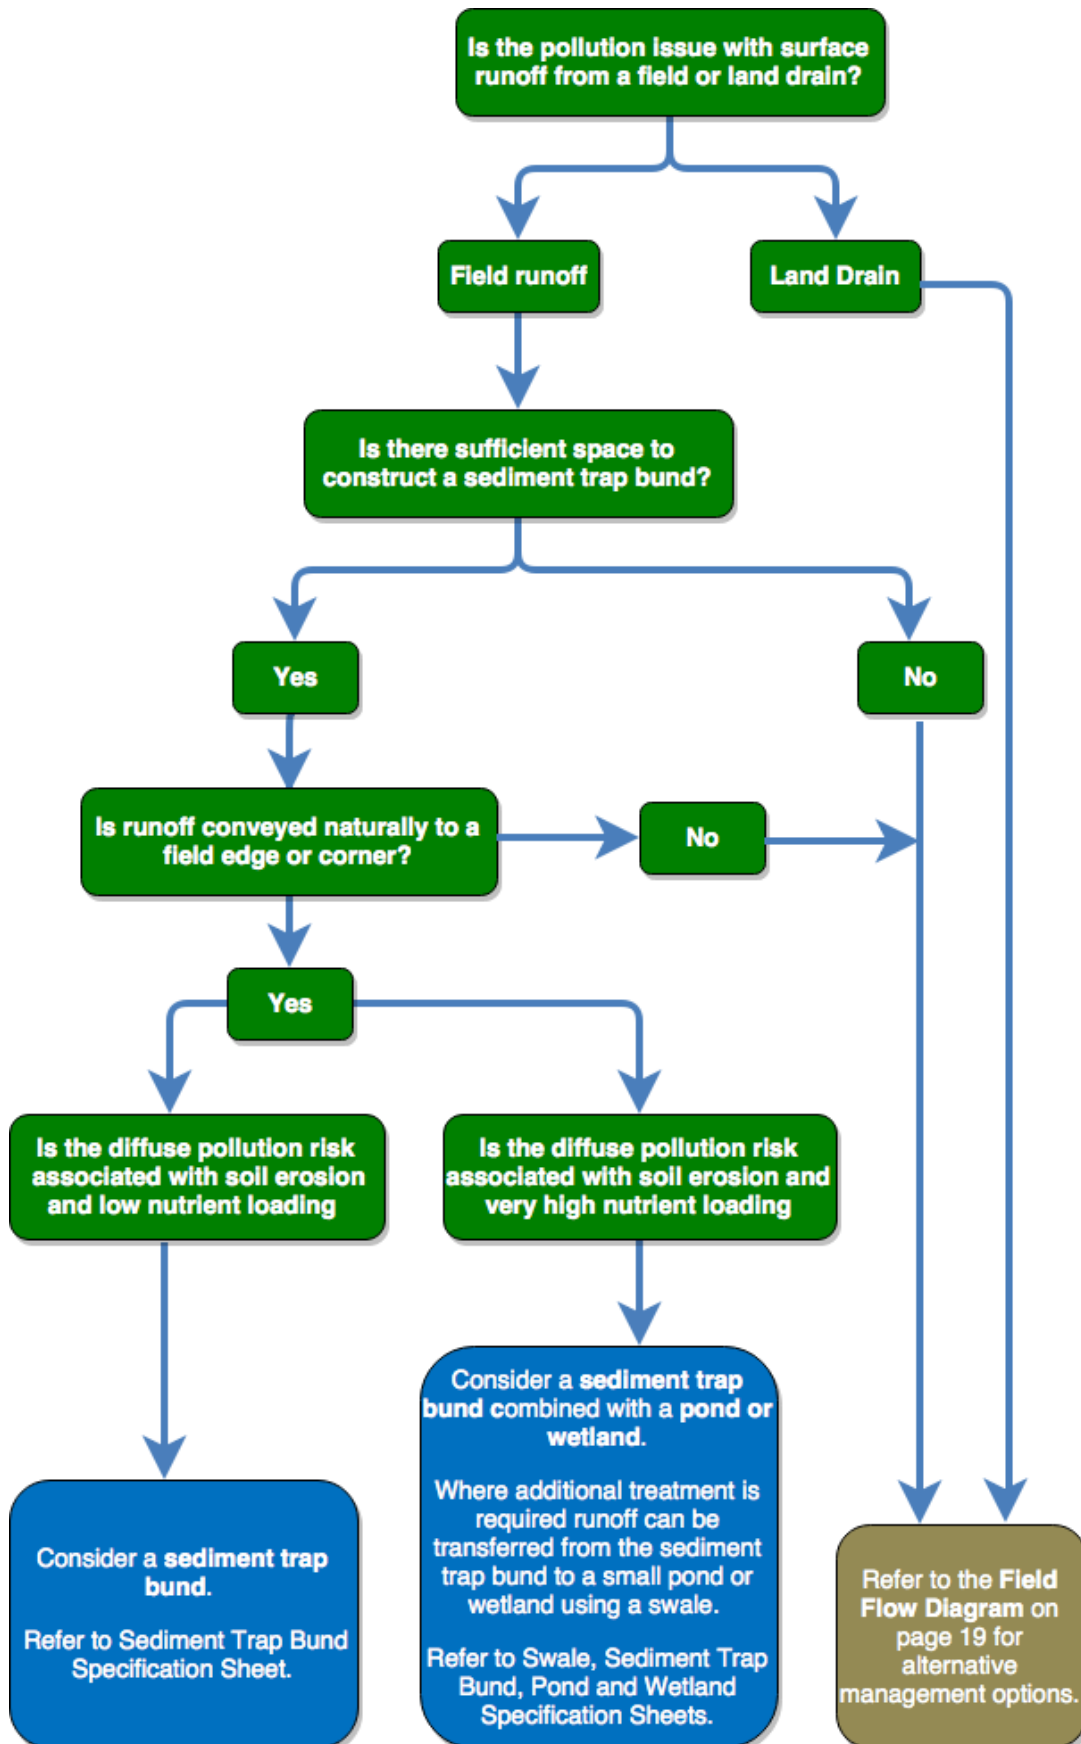 Is the pollution issue with surface
runoff from a field or land drain?
Field runoff
Land Drain
Is there sufficient space to
construct a sediment trap bund?
Yes
No
Is runoff conveyed naturally to a
field edge or corner?
No
Yes
Is the diffuse pollution risk
associated with soil erosion
and low nutrient loading
Is the diffuse pollution risk
associated with soil erosion and
very high nutrient loading
Consider a sediment trap
bund.
Refer to Sediment Trap Bund
Specification Sheet.
Consider a sediment trap
bund combined with a pond or
wetland.
Where additional treatment is
required runoff can be
transferred from the sediment
trap bund to a small pond or
wetland using a swale.
Refer to Swale, Sediment Trap
Bund, Pond and Wetland
Specification Sheets.
Refer to the Field
Flow Diagram on
page 19 for
alternative
management options.